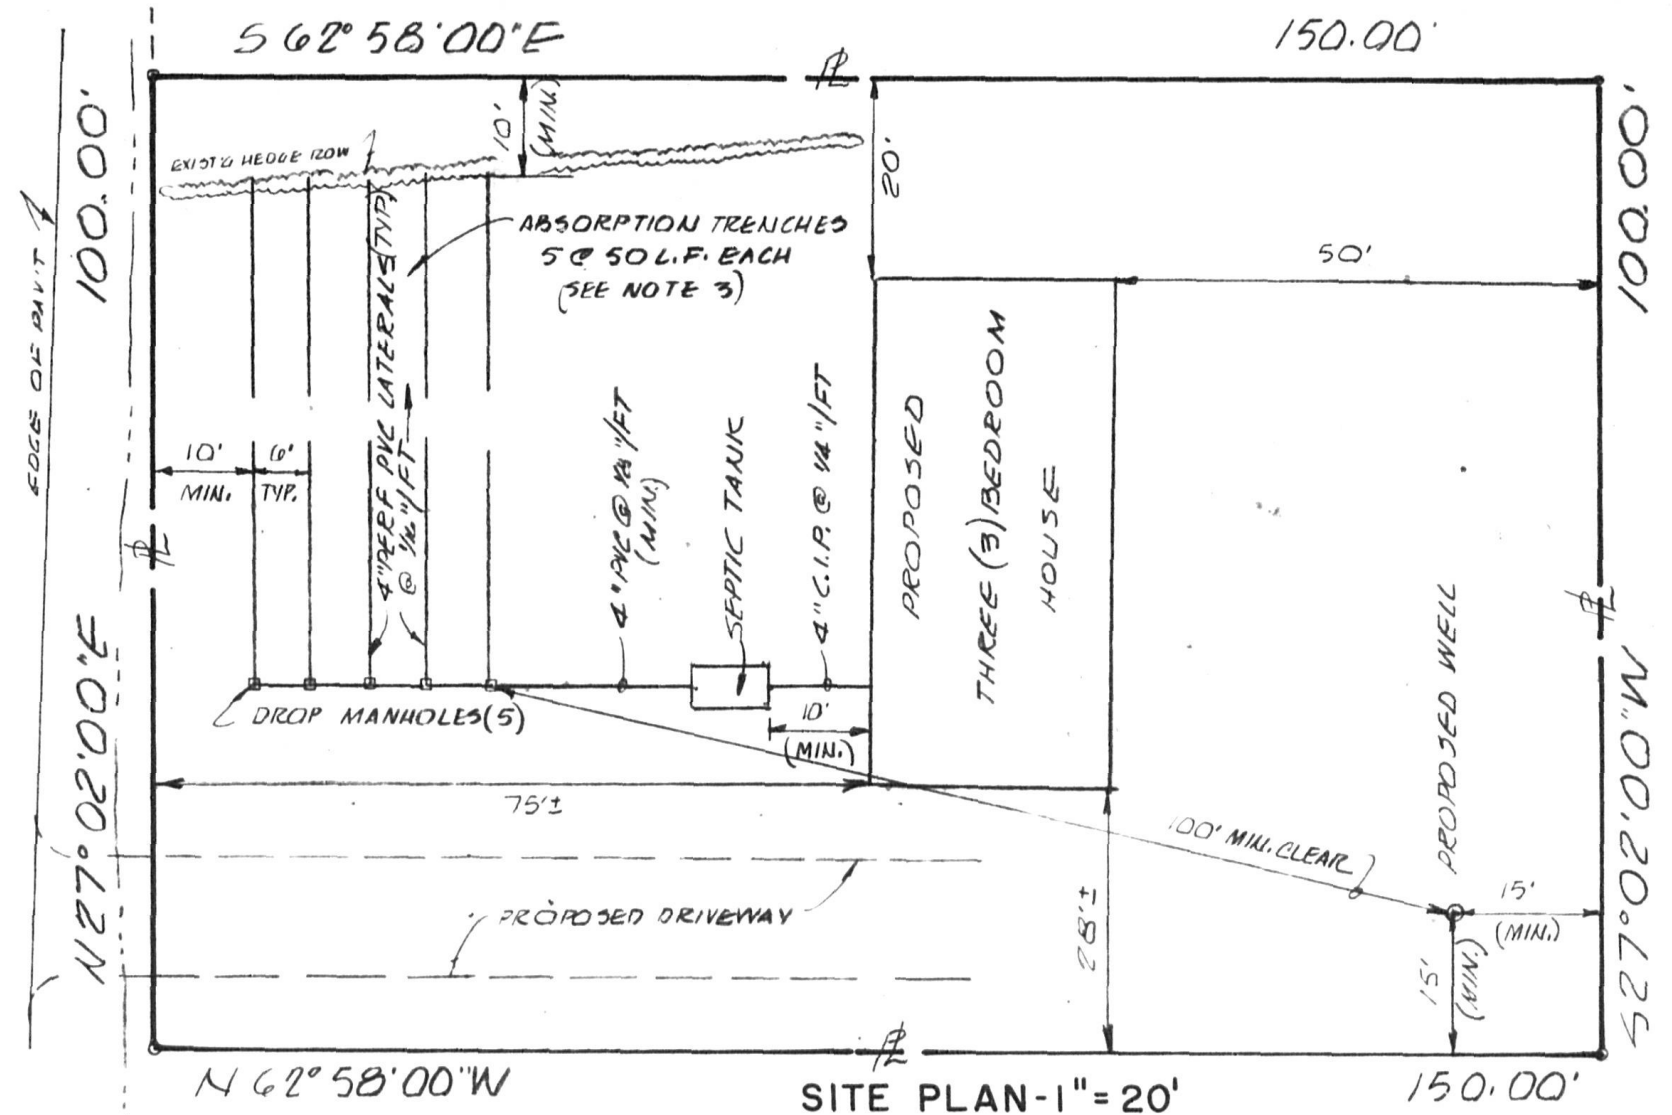 S 62° 58' 00" E
150.00'
100.00'
N 27° 02' 00" E
EDGE OF PAV'T
EXIST'G HEDGE ROW
10'
(MIN.)
20'
100.00'
S 27° 02' 00" W
ABSORPTION TRENCHES
5 @ 50 L.F. EACH
(SEE NOTE 3)
50'
10'
MIN.
6'
TYP.
4" PERF PVC LATERALS (TYP)
@ 1/16"/FT
4" PVC @ 1/8"/FT
(MIN.)
SEPTIC TANK
4" C.I.P. @ 1/4"/FT
PROPOSED
THREE (3) BEDROOM
HOUSE
PROPOSED WELL
DROP MANHOLES (5)
10'
(MIN.)
75'±
100' MIN. CLEAR
28'±
15'
(MIN.)
15'
(MIN.)
PROPOSED DRIVEWAY
PL
PL
PL
PL
N 62° 58' 00" W
SITE PLAN-1"=20'
150.00'